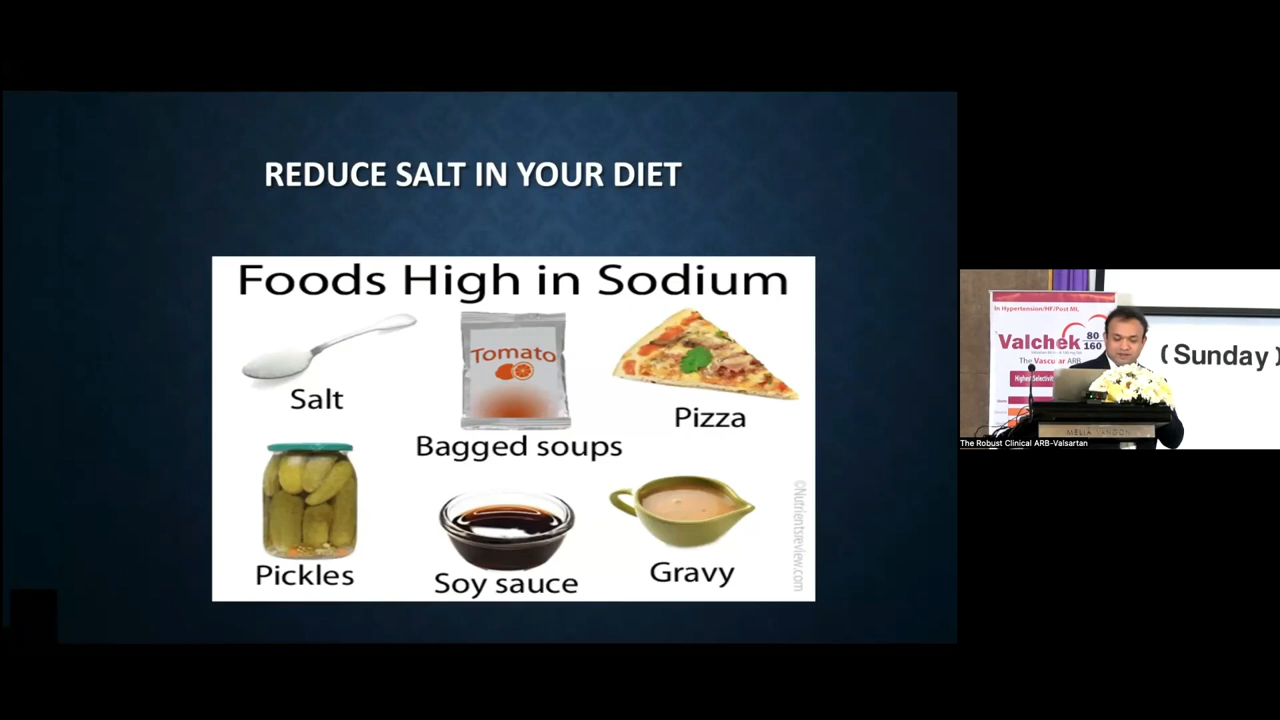 REDUCE SALT IN YOUR DIET
Foods High in Sodium
Salt
Tomato
Bagged soups
Pizza
Pickles
Soy sauce
Gravy
©Nutrientsreview.com
In Hypertension/HF/Post MI,
Valchek 80
160
The Vascular ARB
Higher Selectivity
(Sunday)
MELIA YANGON
The Robust Clinical ARB-Valsartan